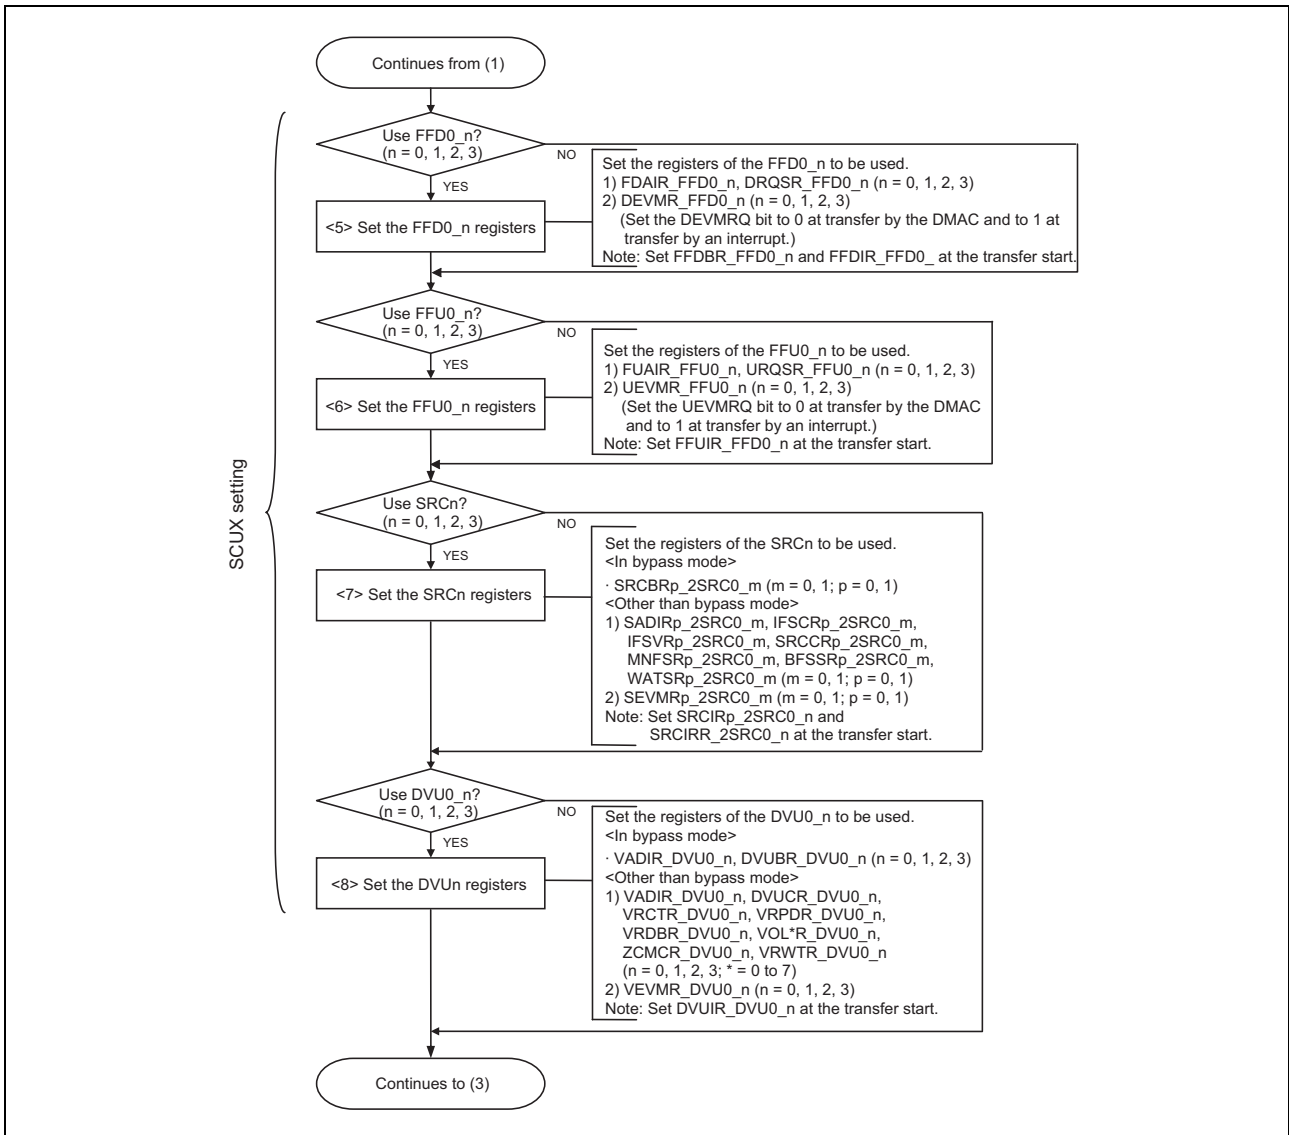 Continues from (1)
SCUX setting
Use FFD0_n?
(n = 0, 1, 2, 3)
NO
YES
<5> Set the FFD0_n registers
Set the registers of the FFD0_n to be used.
1) FDAIR_FFD0_n, DRQSR_FFD0_n (n = 0, 1, 2, 3)
2) DEVMR_FFD0_n (n = 0, 1, 2, 3)
(Set the DEVMRQ bit to 0 at transfer by the DMAC and to 1 at
transfer by an interrupt.)
Note: Set FFDBR_FFD0_n and FFDIR_FFD0_ at the transfer start.
Use FFU0_n?
(n = 0, 1, 2, 3)
NO
YES
<6> Set the FFU0_n registers
Set the registers of the FFU0_n to be used.
1) FUAIR_FFU0_n, URQSR_FFU0_n (n = 0, 1, 2, 3)
2) UEVMR_FFU0_n (n = 0, 1, 2, 3)
(Set the UEVMRQ bit to 0 at transfer by the DMAC
and to 1 at transfer by an interrupt.)
Note: Set FFUIR_FFD0_n at the transfer start.
Use SRCn?
(n = 0, 1, 2, 3)
NO
YES
<7> Set the SRCn registers
Set the registers of the SRCn to be used.
<In bypass mode>
· SRCBRp_2SRC0_m (m = 0, 1; p = 0, 1)
<Other than bypass mode>
1) SADIRp_2SRC0_m, IFSCRp_2SRC0_m,
IFSVRp_2SRC0_m, SRCCRp_2SRC0_m,
MNFSRp_2SRC0_m, BFSSRp_2SRC0_m,
WATSRp_2SRC0_m (m = 0, 1; p = 0, 1)
2) SEVMRp_2SRC0_m (m = 0, 1; p = 0, 1)
Note: Set SRCIRp_2SRC0_n and
SRCIRR_2SRC0_n at the transfer start.
Use DVU0_n?
(n = 0, 1, 2, 3)
NO
YES
<8> Set the DVUn registers
Set the registers of the DVU0_n to be used.
<In bypass mode>
· VADIR_DVU0_n, DVUBR_DVU0_n (n = 0, 1, 2, 3)
<Other than bypass mode>
1) VADIR_DVU0_n, DVUCR_DVU0_n,
VRCTR_DVU0_n, VRPDR_DVU0_n,
VRDBR_DVU0_n, VOL*R_DVU0_n,
ZCMCR_DVU0_n, VRWTR_DVU0_n
(n = 0, 1, 2, 3; * = 0 to 7)
2) VEVMR_DVU0_n (n = 0, 1, 2, 3)
Note: Set DVUIR_DVU0_n at the transfer start.
Continues to (3)